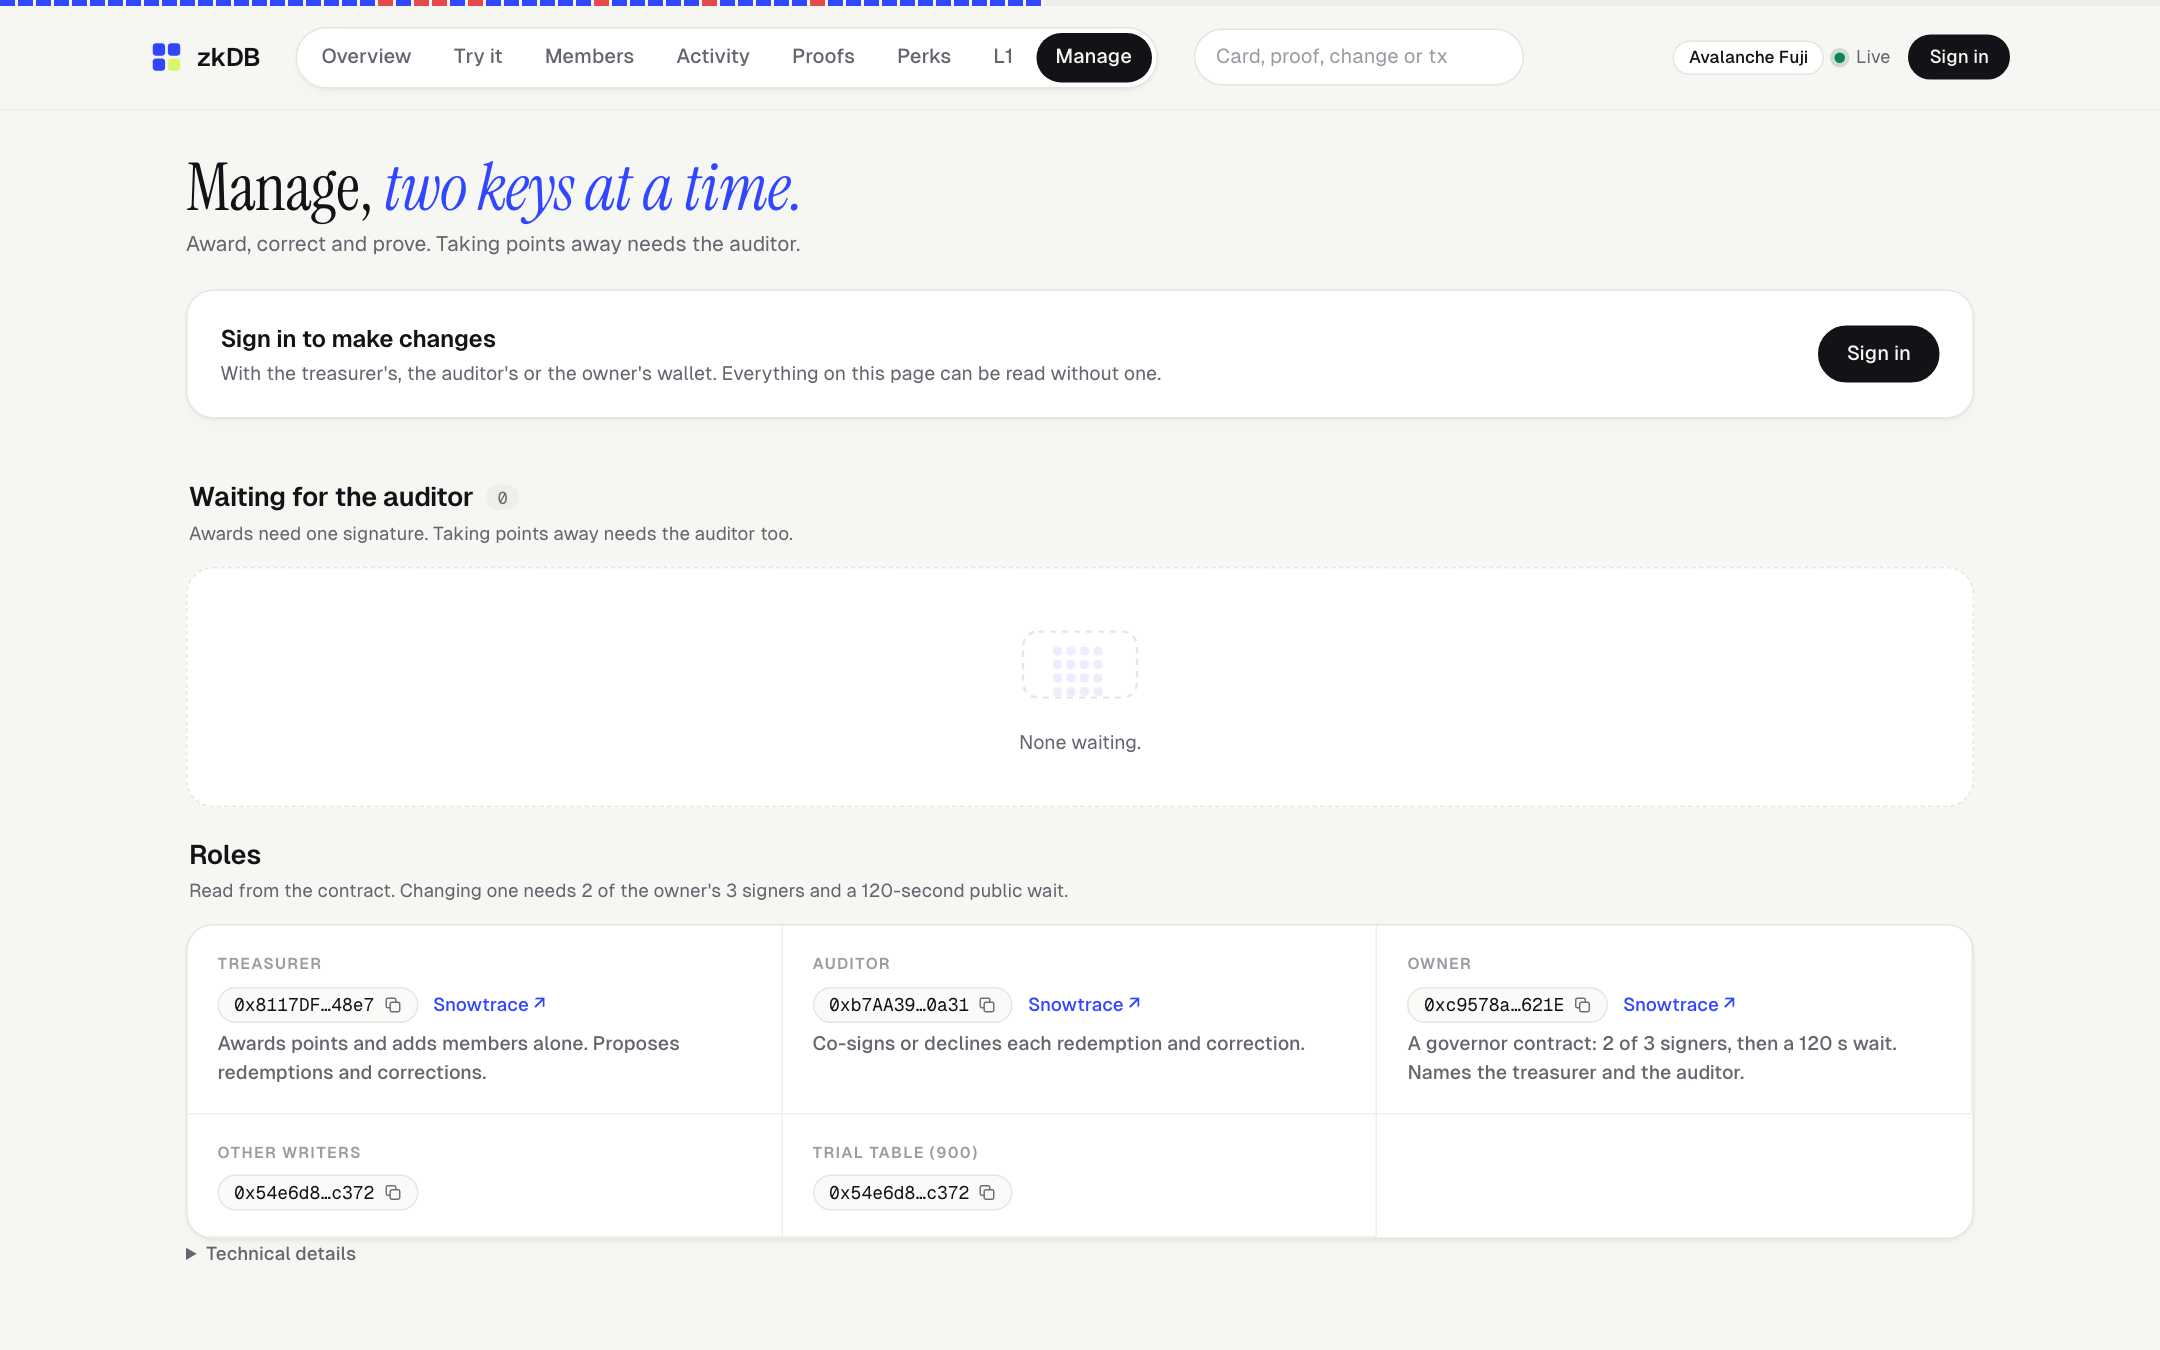 zkDB
Overview
Try it
Members
Activity
Proofs
Perks
L1
Manage
Card, proof, change or tx
Avalanche Fuji
Live
Sign in
Manage, two keys at a time.
Award, correct and prove. Taking points away needs the auditor.
Sign in to make changes
With the treasurer's, the auditor's or the owner's wallet. Everything on this page can be read without one.
Sign in
Waiting for the auditor 0
Awards need one signature. Taking points away needs the auditor too.
None waiting.
Roles
Read from the contract. Changing one needs 2 of the owner's 3 signers and a 120-second public wait.
TREASURER
0x8117DF…48e7
Snowtrace ↗
Awards points and adds members alone. Proposes
redemptions and corrections.
AUDITOR
0xb7AA39…0a31
Snowtrace ↗
Co-signs or declines each redemption and correction.
OWNER
0xc9578a…621E
Snowtrace ↗
A governor contract: 2 of 3 signers, then a 120 s wait.
Names the treasurer and the auditor.
OTHER WRITERS
0x54e6d8…c372
TRIAL TABLE (900)
0x54e6d8…c372
▶ Technical details